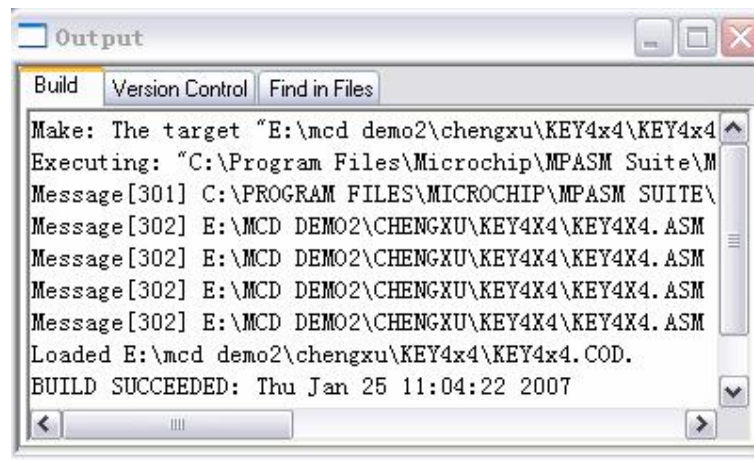 Output
Build Version Control Find in Files
Make: The target "E:\mcd demo2\chengxu\KEY4x4\KEY4x4
Executing: "C:\Program Files\Microchip\MPASM Suite\M
Message[301] C:\PROGRAM FILES\MICROCHIP\MPASM SUITE\
Message[302] E:\MCD DEMO2\CHENGXU\KEY4X4\KEY4X4.ASM
Message[302] E:\MCD DEMO2\CHENGXU\KEY4X4\KEY4X4.ASM
Message[302] E:\MCD DEMO2\CHENGXU\KEY4X4\KEY4X4.ASM
Message[302] E:\MCD DEMO2\CHENGXU\KEY4X4\KEY4X4.ASM
Loaded E:\mcd demo2\chengxu\KEY4x4\KEY4x4.COD.
BUILD SUCCEEDED: Thu Jan 25 11:04:22 2007